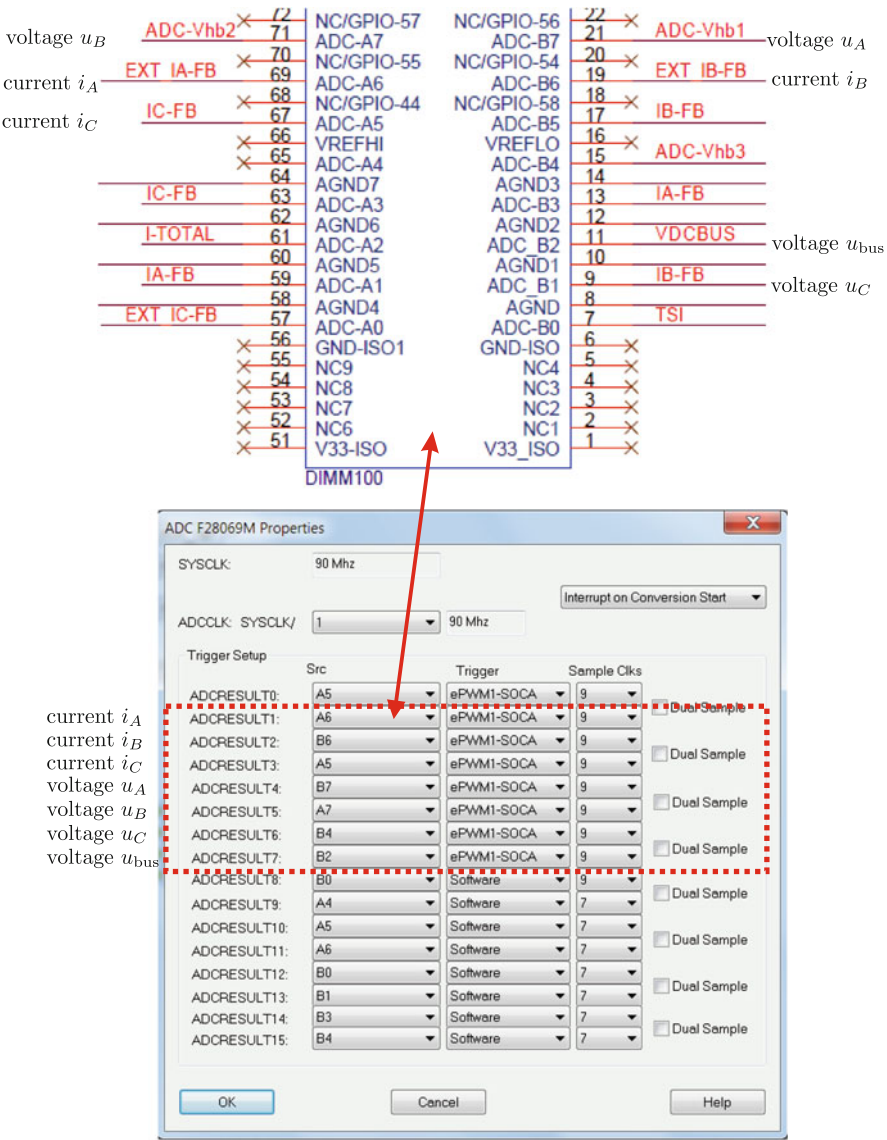 72 NC/GPIO-57 NC/GPIO-56 22
voltage u_B ADC-Vhb2 71 ADC-A7 ADC-B7 21 ADC-Vhb1 voltage u_A
70 NC/GPIO-55 NC/GPIO-54 20
current i_A EXT IA-FB 69 ADC-A6 ADC-B6 19 EXT IB-FB current i_B
68 NC/GPIO-44 NC/GPIO-58 18
current i_C IC-FB 67 ADC-A5 ADC-B5 17 IB-FB
66 VREFHI VREFLO 16
65 ADC-A4 ADC-B4 15 ADC-Vhb3
64 AGND7 AGND3 14
IC-FB 63 ADC-A3 ADC-B3 13 IA-FB
62 AGND6 AGND2 12
I-TOTAL 61 ADC-A2 ADC_B2 11 VDCBUS voltage u_bus
60 AGND5 AGND1 10
IA-FB 59 ADC-A1 ADC_B1 9 IB-FB voltage u_C
58 AGND4 AGND 8
EXT IC-FB 57 ADC-A0 ADC-B0 7 TSI
56 GND-ISO1 GND-ISO 6
55 NC9 NC4 5
54 NC8 NC3 4
53 NC7 NC2 3
52 NC6 NC1 2
51 V33-ISO V33_ISO 1
DIMM100
ADC F28069M Properties
SYSCLK: 90 Mhz
Interrupt on Conversion Start
ADCCLK: SYSCLK/ 1 90 Mhz
Trigger Setup
Src Trigger Sample Clks
ADCRESULT0: A5 ePWM1-SOCA 9 Dual Sample
current i_A ADCRESULT1: A6 ePWM1-SOCA 9
current i_B ADCRESULT2: B6 ePWM1-SOCA 9 Dual Sample
current i_C ADCRESULT3: A5 ePWM1-SOCA 9
voltage u_A ADCRESULT4: B7 ePWM1-SOCA 9 Dual Sample
voltage u_B ADCRESULT5: A7 ePWM1-SOCA 9
voltage u_C ADCRESULT6: B4 ePWM1-SOCA 9 Dual Sample
voltage u_bus ADCRESULT7: B2 ePWM1-SOCA 9
ADCRESULT8: B0 Software 9 Dual Sample
ADCRESULT9: A4 Software 7
ADCRESULT10: A5 Software 7 Dual Sample
ADCRESULT11: A6 Software 7
ADCRESULT12: B0 Software 7 Dual Sample
ADCRESULT13: B1 Software 7
ADCRESULT14: B3 Software 7 Dual Sample
ADCRESULT15: B4 Software 7
OK Cancel Help